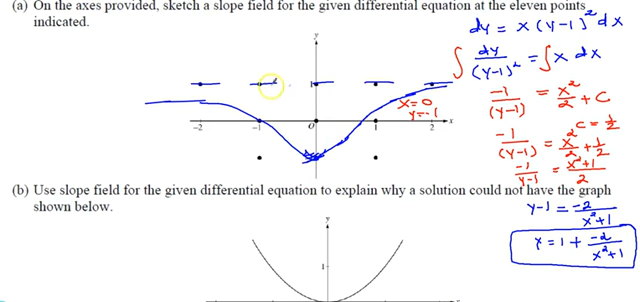 (a) On the axes provided, sketch a slope field for the given differential equation at the eleven points
indicated.
dy = x (y-1)² dx
∫ dy/(y-1)² = ∫ x dx
-1/(y-1) = x²/2 + C
C = 1/2
-1/(y-1) = x²/2 + 1/2
-1/y-1 = x²+1/2
y-1 = -2/x²+1
y = 1 + -2/x²+1
y
1
x=0
y=-1
-2 -1 O 1 2 x
(b) Use slope field for the given differential equation to explain why a solution could not have the graph
shown below.
y
1